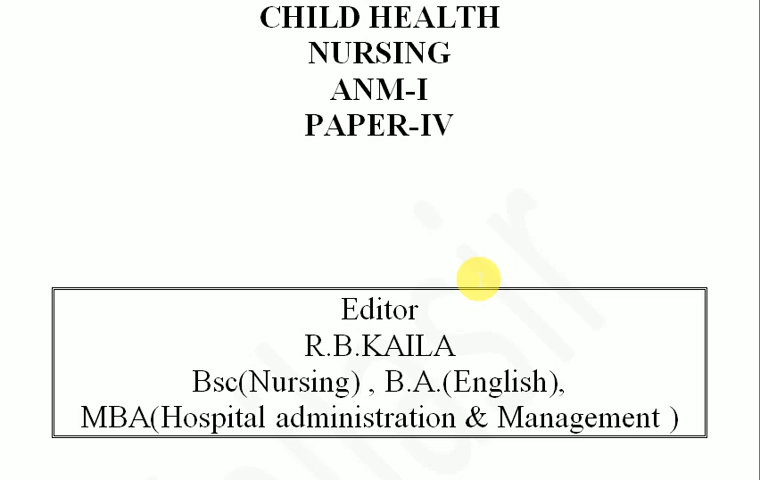 CHILD HEALTH
NURSING
ANM-I
PAPER-IV
Editor
R.B.KAILA
Bsc(Nursing) , B.A.(English),
MBA(Hospital administration & Management )